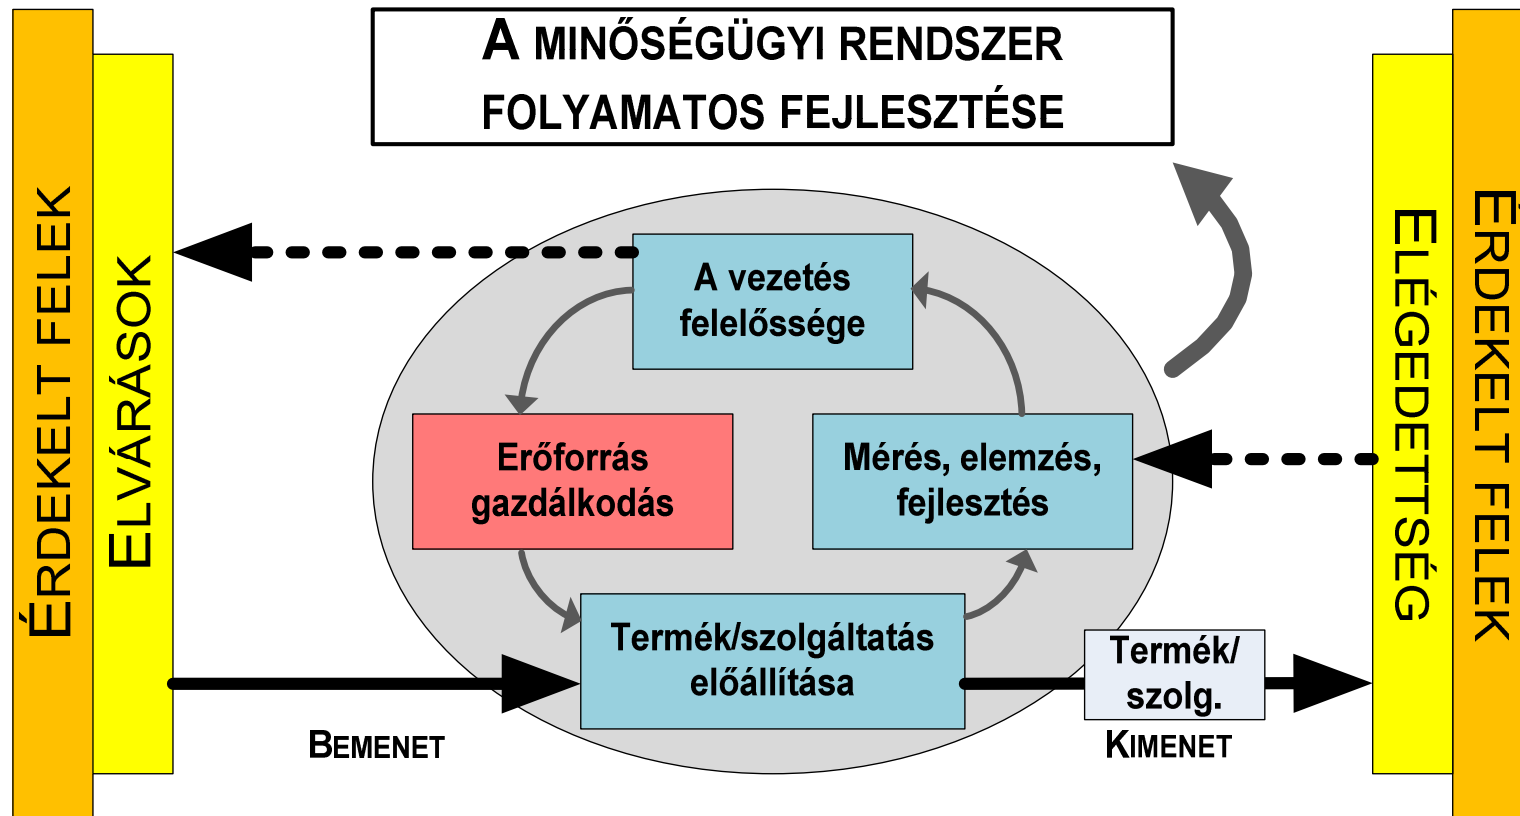 A MINŐSÉGÜGYI RENDSZER
FOLYAMATOS FEJLESZTÉSE
ÉRDEKELT FELEK
ELVÁRÁSOK
A vezetés
felelőssége
Erőforrás
gazdálkodás
Mérés, elemzés,
fejlesztés
Termék/szolgáltatás
előállítása
Termék/
szolg.
BEMENET
KIMENET
ELÉGEDETTSÉG
ÉRDEKELT FELEK